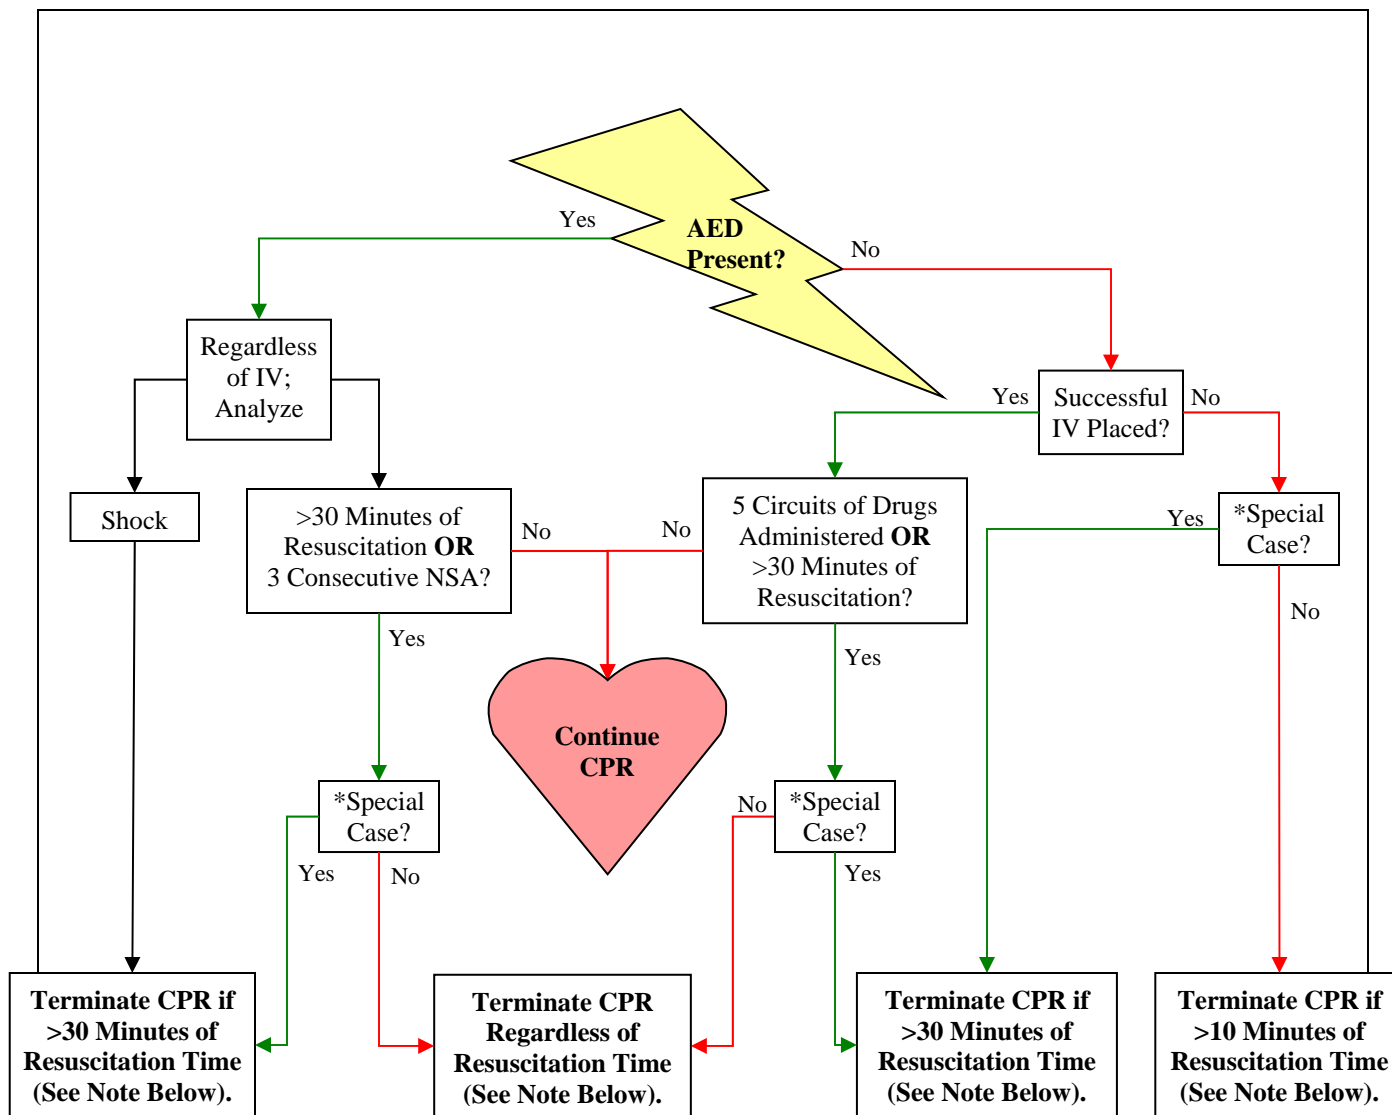 AED
Present?
Yes
No
Regardless
of IV;
Analyze
Successful
IV Placed?
Yes
No
Shock
>30 Minutes of
Resuscitation OR
3 Consecutive NSA?
No
No
5 Circuits of Drugs
Administered OR
>30 Minutes of
Resuscitation?
Yes
*Special
Case?
No
Yes
Yes
Continue
CPR
*Special
Case?
Yes
No
*Special
Case?
No
Yes
Terminate CPR if
>30 Minutes of
Resuscitation Time
(See Note Below).
Terminate CPR
Regardless of
Resuscitation Time
(See Note Below).
Terminate CPR if
>30 Minutes of
Resuscitation Time
(See Note Below).
Terminate CPR if
>10 Minutes of
Resuscitation Time
(See Note Below).